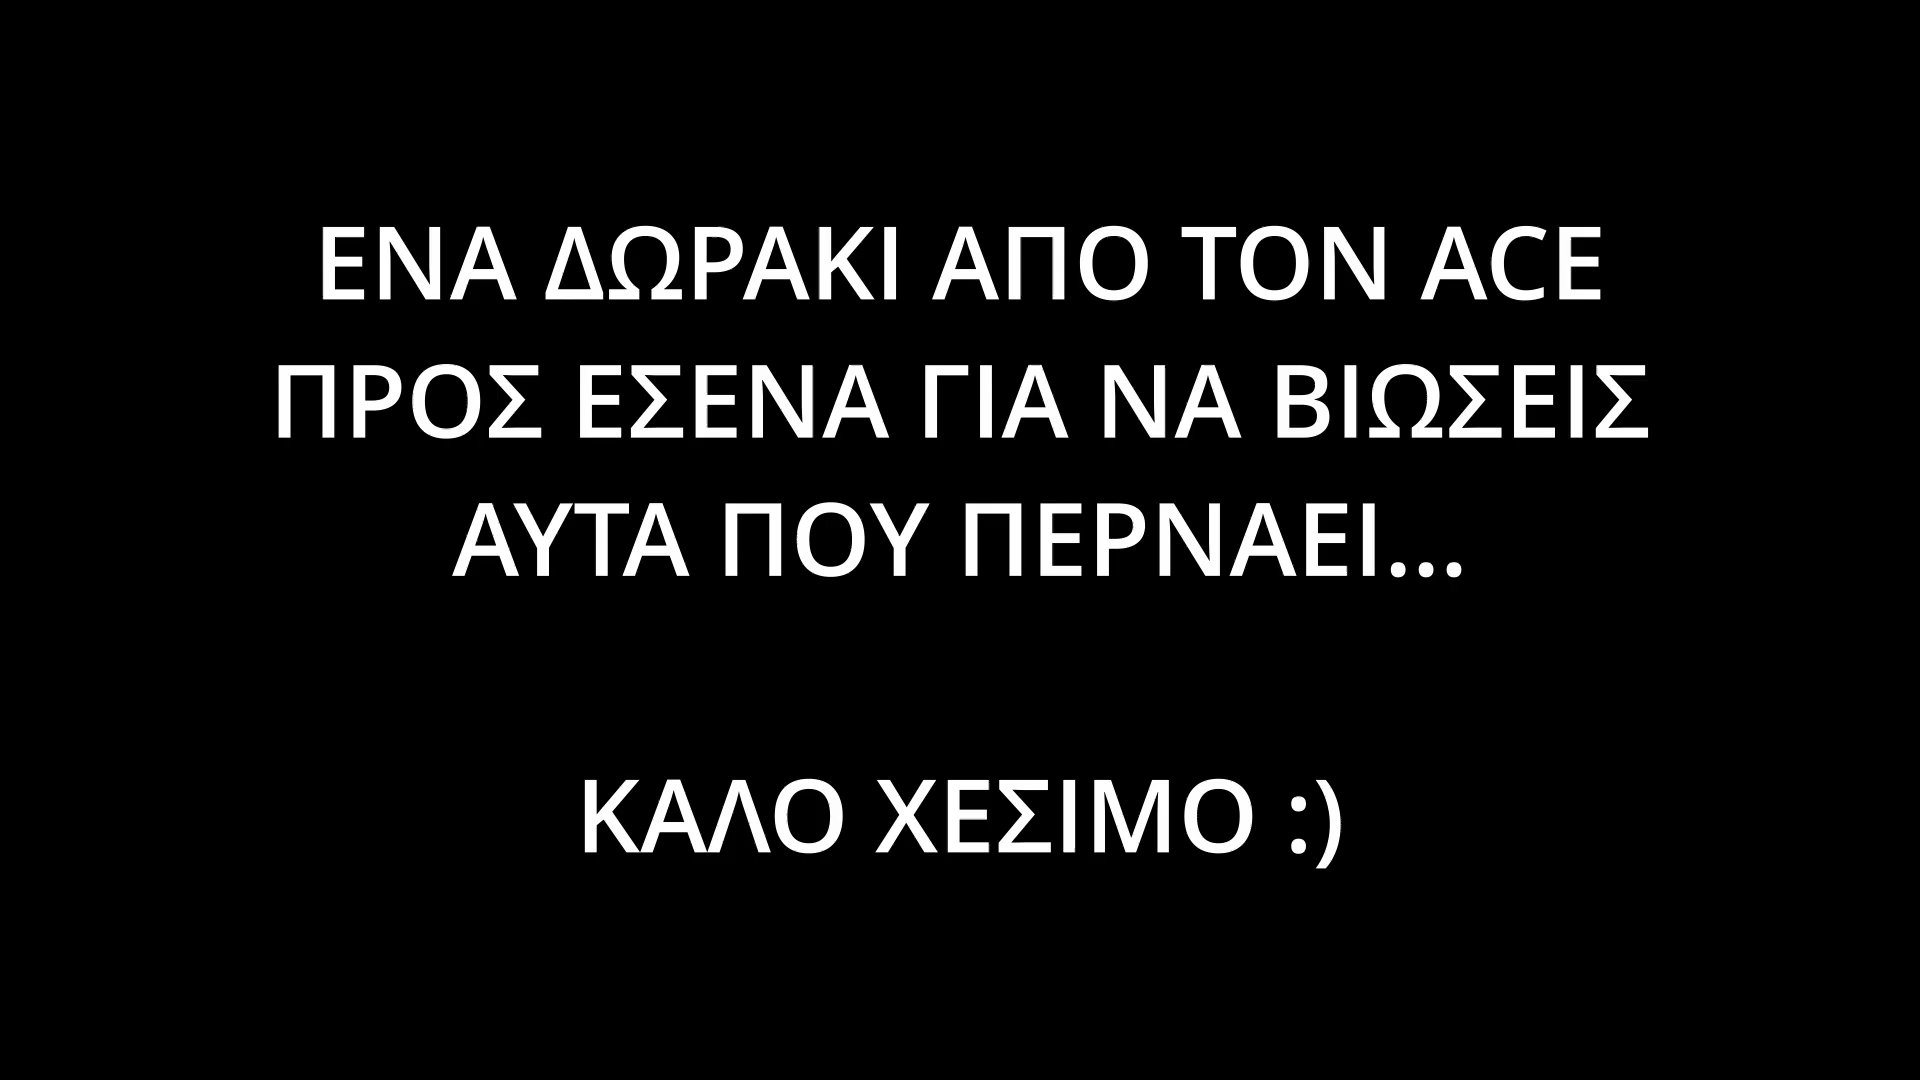 ΕΝΑ ΔΩΡΑΚΙ ΑΠΟ ΤΟΝ ACE
ΠΡΟΣ ΕΣΕΝΑ ΓΙΑ ΝΑ ΒΙΩΣΕΙΣ
ΑΥΤΑ ΠΟΥ ΠΕΡΝΑΕΙ...
ΚΑΛΟ ΧΕΣΙΜΟ :)